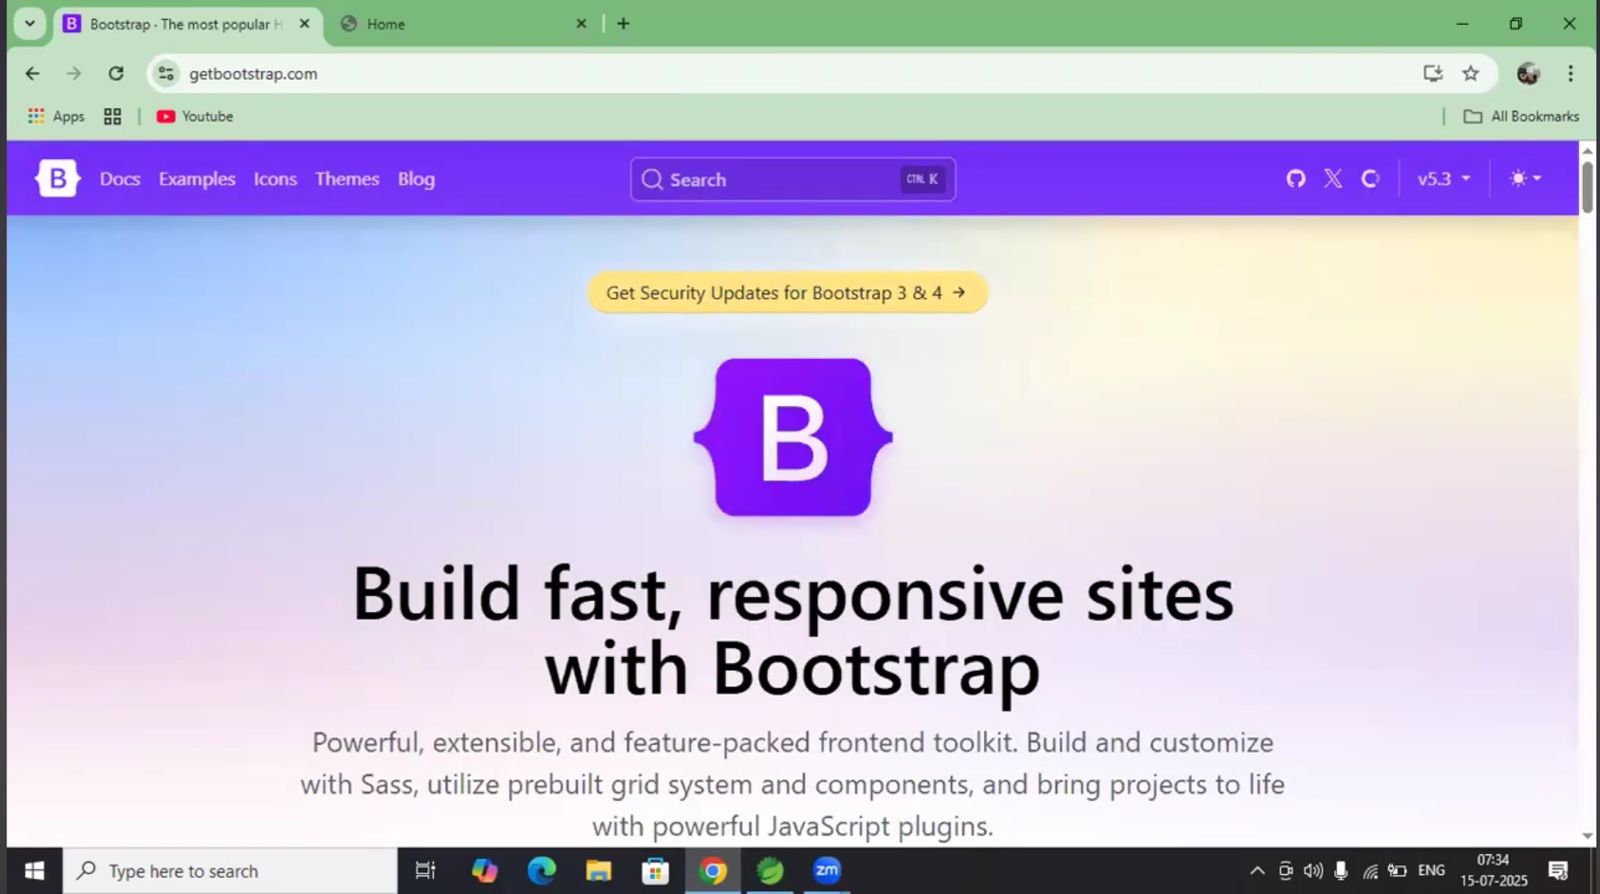 Bootstrap · The most popular H
Home
getbootstrap.com
Apps
Youtube
All Bookmarks
B Docs Examples Icons Themes Blog
Search CTRL K
v5.3
Get Security Updates for Bootstrap 3 & 4 →
B
Build fast, responsive sites
with Bootstrap
Powerful, extensible, and feature-packed frontend toolkit. Build and customize
with Sass, utilize prebuilt grid system and components, and bring projects to life
with powerful JavaScript plugins.
Type here to search
zm
ENG
07:34
15-07-2025